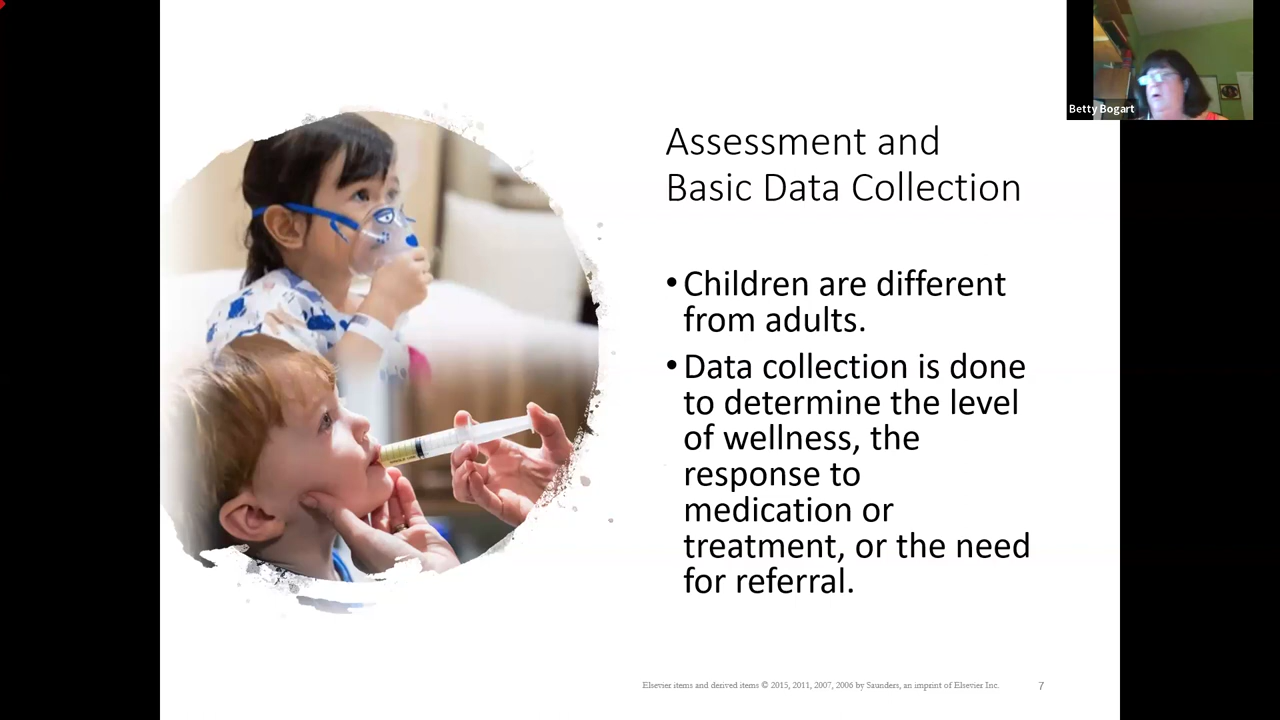 Betty Bogart
Assessment and
Basic Data Collection
• Children are different
from adults.
• Data collection is done
to determine the level
of wellness, the
response to
medication or
treatment, or the need
for referral.
Elsevier items and derived items © 2015, 2011, 2007, 2006 by Saunders, an imprint of Elsevier Inc.
7